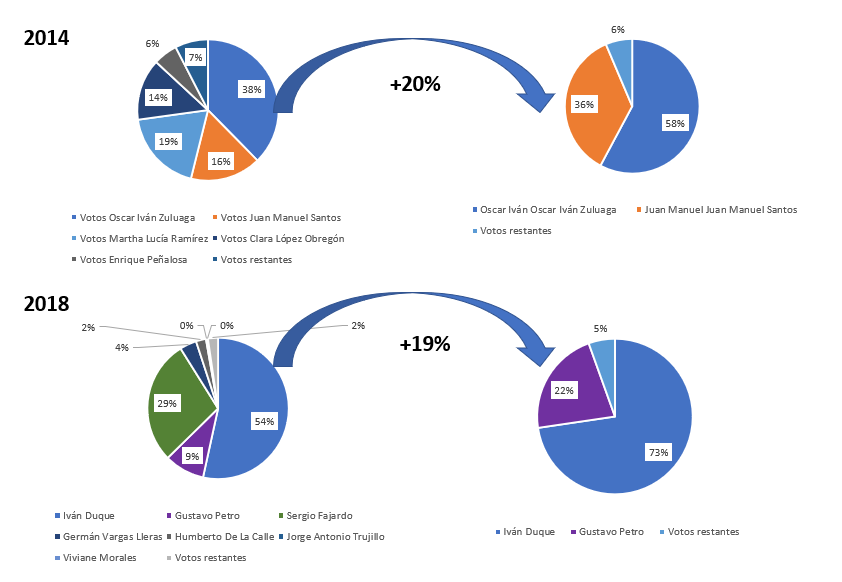 2014
6%
7%
38%
14%
19%
16%
+20%
6%
36%
58%
Votos Oscar Iván Zuluaga
Votos Juan Manuel Santos
Votos Martha Lucía Ramírez
Votos Clara López Obregón
Votos Enrique Peñalosa
Votos restantes
Oscar Iván Oscar Iván Zuluaga
Juan Manuel Juan Manuel Santos
Votos restantes
2018
2%
0%
0%
2%
4%
29%
54%
9%
+19%
5%
22%
73%
Iván Duque
Gustavo Petro
Sergio Fajardo
Germán Vargas Lleras
Humberto De La Calle
Jorge Antonio Trujillo
Viviane Morales
Votos restantes
Iván Duque
Gustavo Petro
Votos restantes